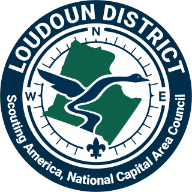 LOUDOUN DISTRICT
N
W
E
Scouting America, National Capital Area Council